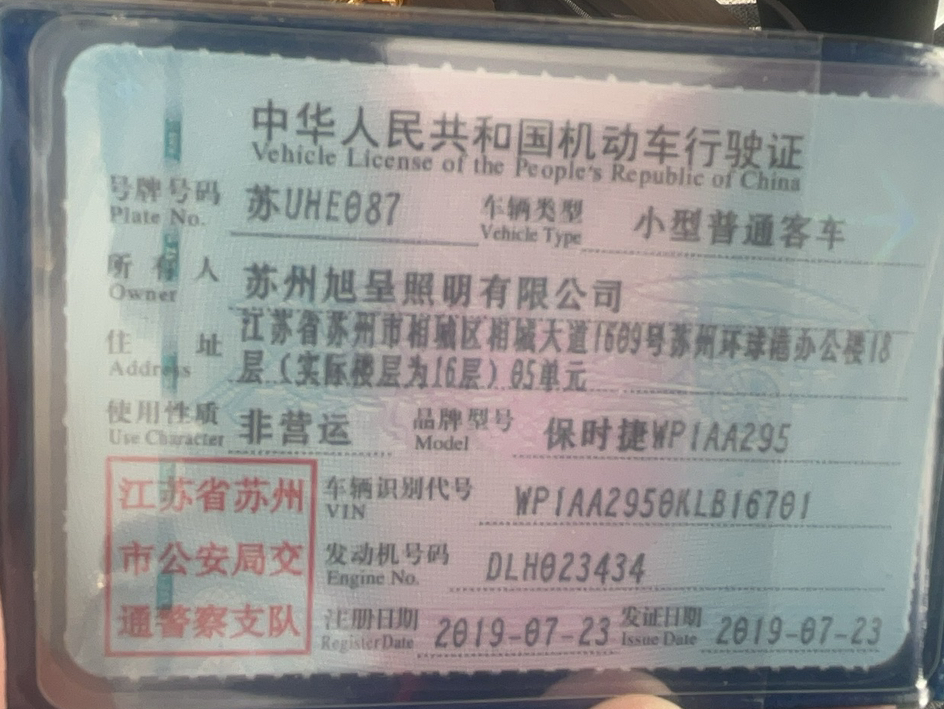 中华人民共和国机动车行驶证
Vehicle License of the People's Republic of China
号牌号码 苏UHE087 车辆类型 小型普通客车
Plate No. Vehicle Type
所有人 苏州旭呈照明有限公司
Owner
住址 江苏省苏州市相城区相城大道1609号苏州环球港办公楼18
Address 层（实际楼层为16层）05单元
使用性质 非营运 品牌型号 保时捷WP1AA295
Use Character Model
江苏省苏州 车辆识别代号 WP1AA2950KLB16701
VIN
市公安局交 发动机号码 DLH023434
Engine No.
通警察支队 注册日期 2019-07-23 发证日期 2019-07-23
Register Date Issue Date